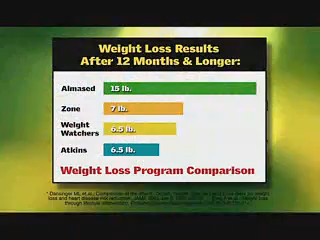 Weight Loss Results
After 12 Months & Longer:
Almased 15 lb.
Zone 7 lb.
Weight
Watchers 6.5 lb.
Atkins 6.5 lb.
Weight Loss Program Comparison